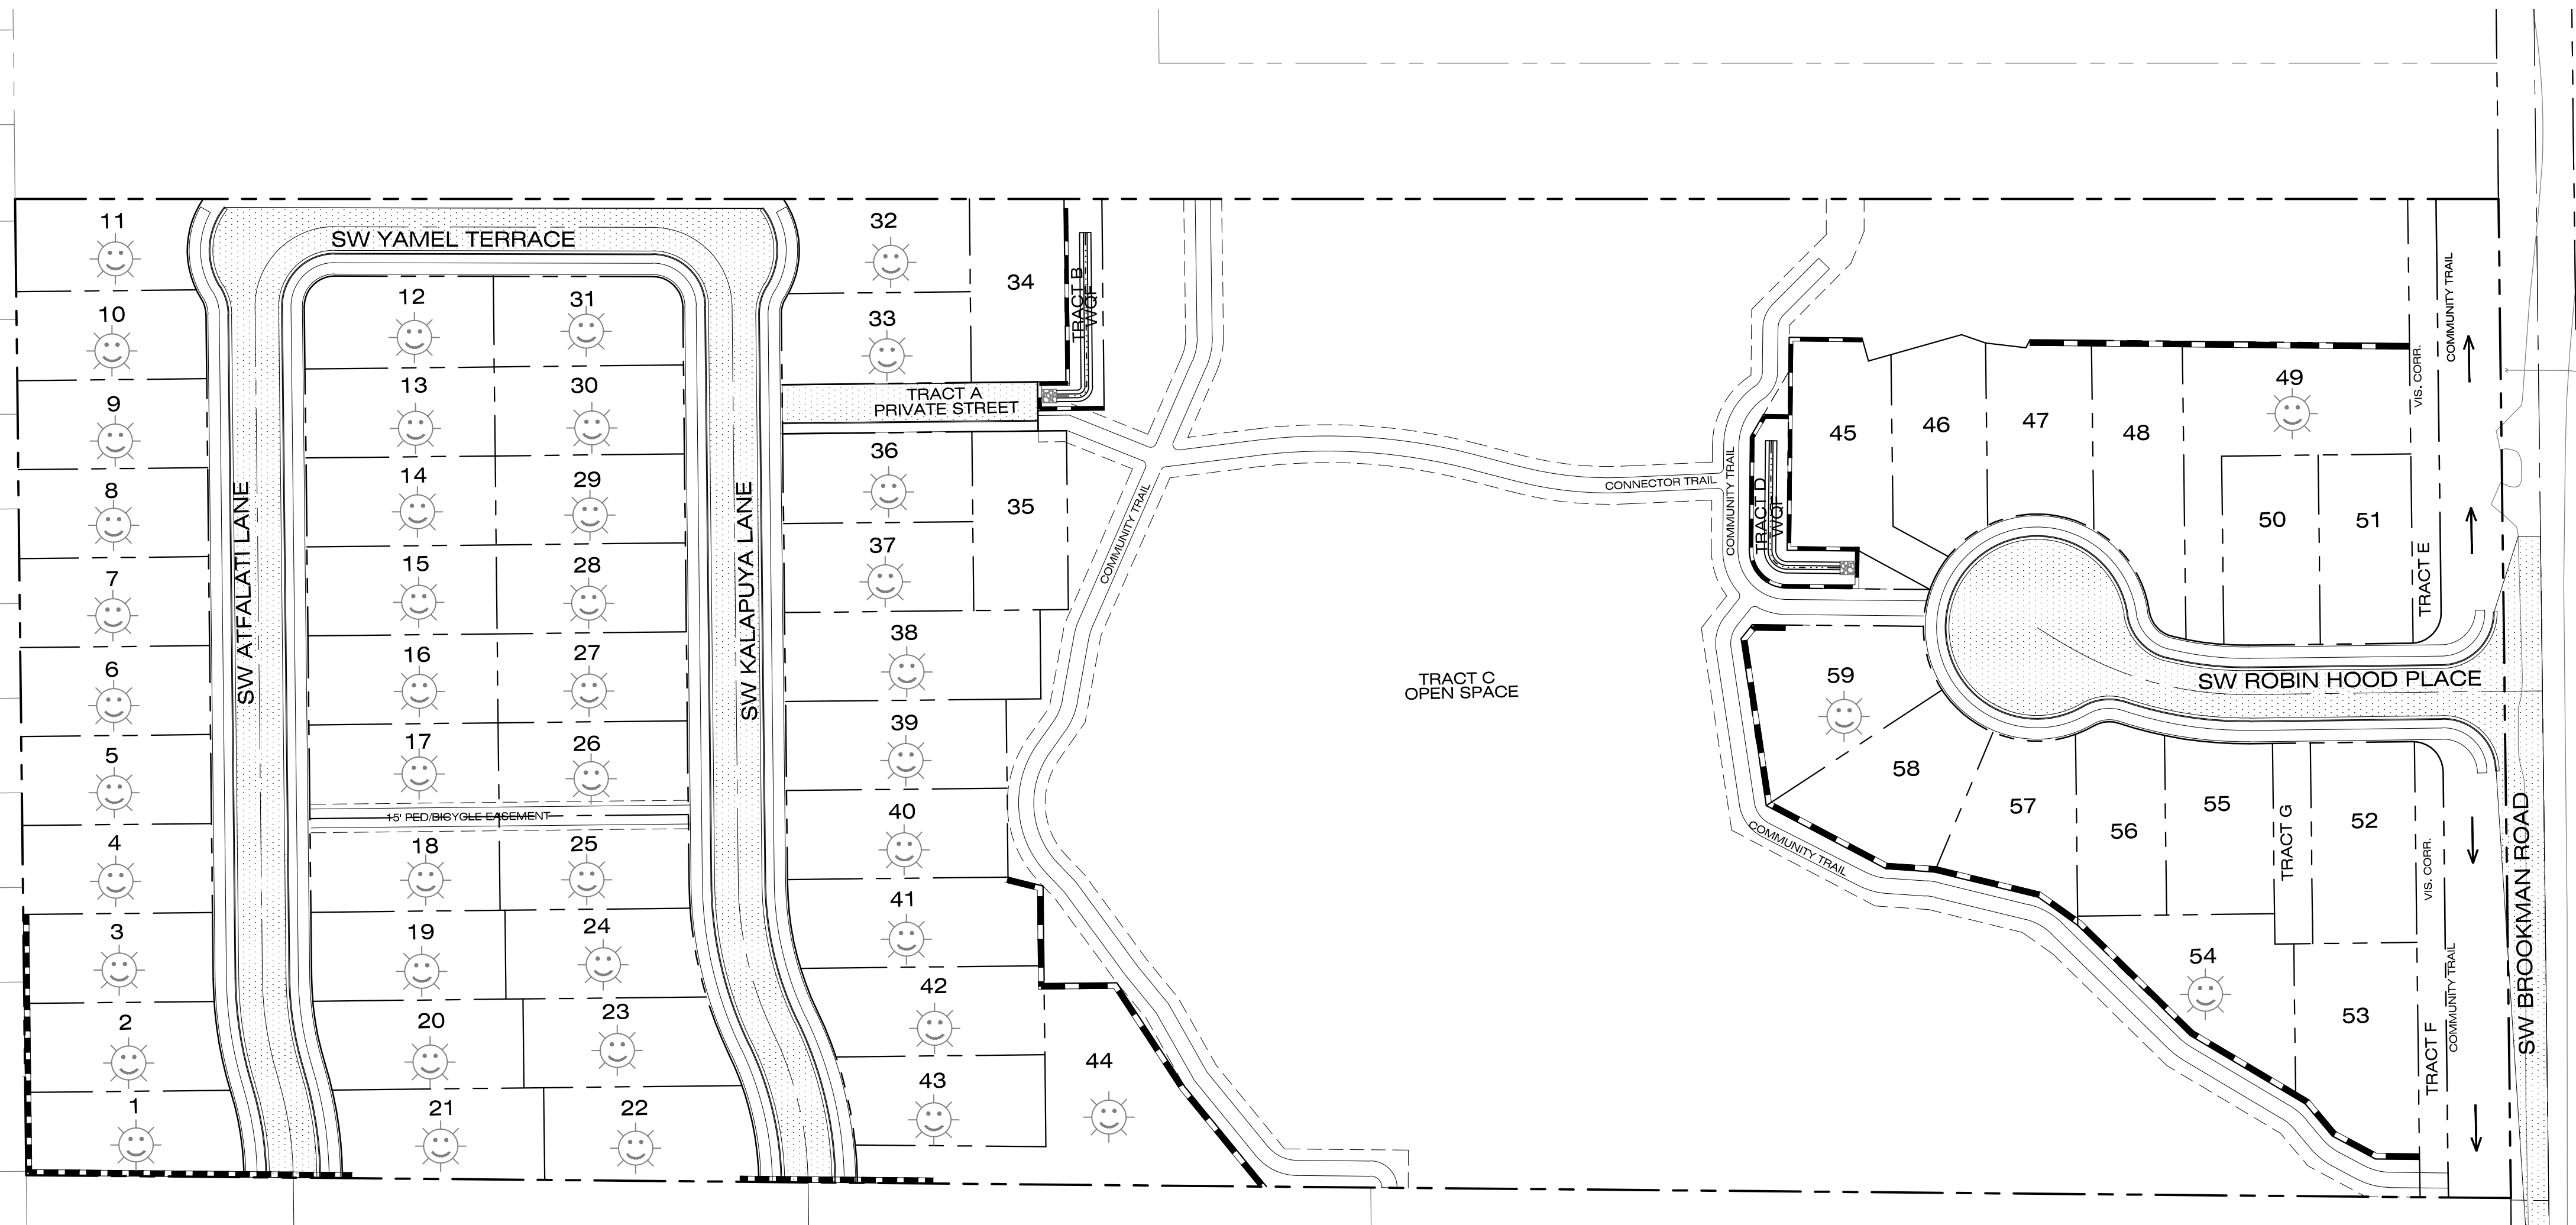 11
10
9
8
7
6
5
4
3
2
1
SW ATFALATI LANE
SW YAMEL TERRACE
12
31
13
30
14
29
15
28
16
27
17
26
15' PED/BICYCLE EASEMENT
18
25
19
24
20
23
21
22
SW KALAPUYA LANE
32
33
34
TRACT B
WQF
TRACT A
PRIVATE STREET
36
37
35
38
39
40
41
42
43
44
COMMUNITY TRAIL
TRACT C
OPEN SPACE
CONNECTOR TRAIL
COMMUNITY TRAIL
TRACT D
WQF
45
46
47
48
49
50
51
VIS. CORR.
COMMUNITY TRAIL
TRACT E
SW ROBIN HOOD PLACE
59
58
57
56
55
TRACT G
52
54
53
COMMUNITY TRAIL
VIS. CORR.
TRACT F
COMMUNITY TRAIL
SW BROOKMAN ROAD